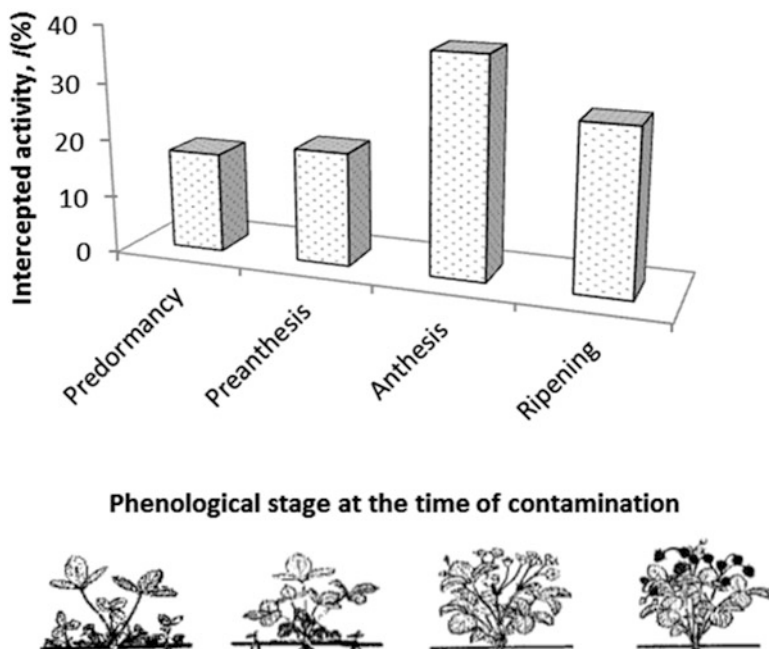 Intercepted activity, i(%)
40
30
20
10
0
Predormancy
Preanthesis
Anthesis
Ripening
Phenological stage at the time of contamination